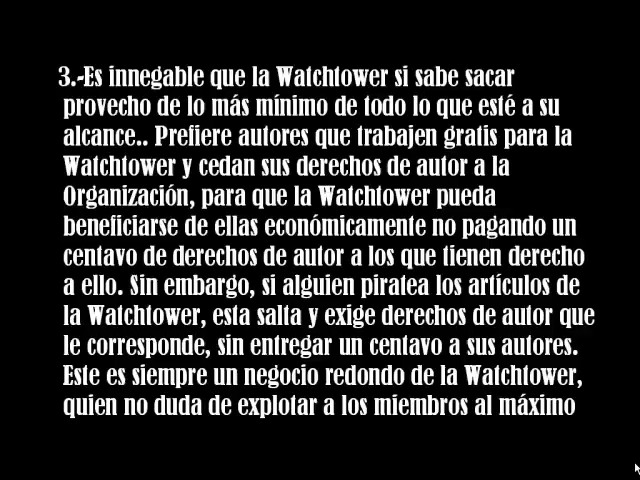 3.-Es innegable que la Watchtower si sabe sacar
provecho de lo más mínimo de todo lo que esté a su
alcance.. Prefiere autores que trabajen gratis para la
Watchtower y cedan sus derechos de autor a la
Organización, para que la Watchtower pueda
beneficiarse de ellas económicamente no pagando un
centavo de derechos de autor a los que tienen derecho
a ello. Sin embargo, si alguien piratea los artículos de
la Watchtower, esta salta y exige derechos de autor que
le corresponde, sin entregar un centavo a sus autores.
Este es siempre un negocio redondo de la Watchtower,
quien no duda de explotar a los miembros al máximo